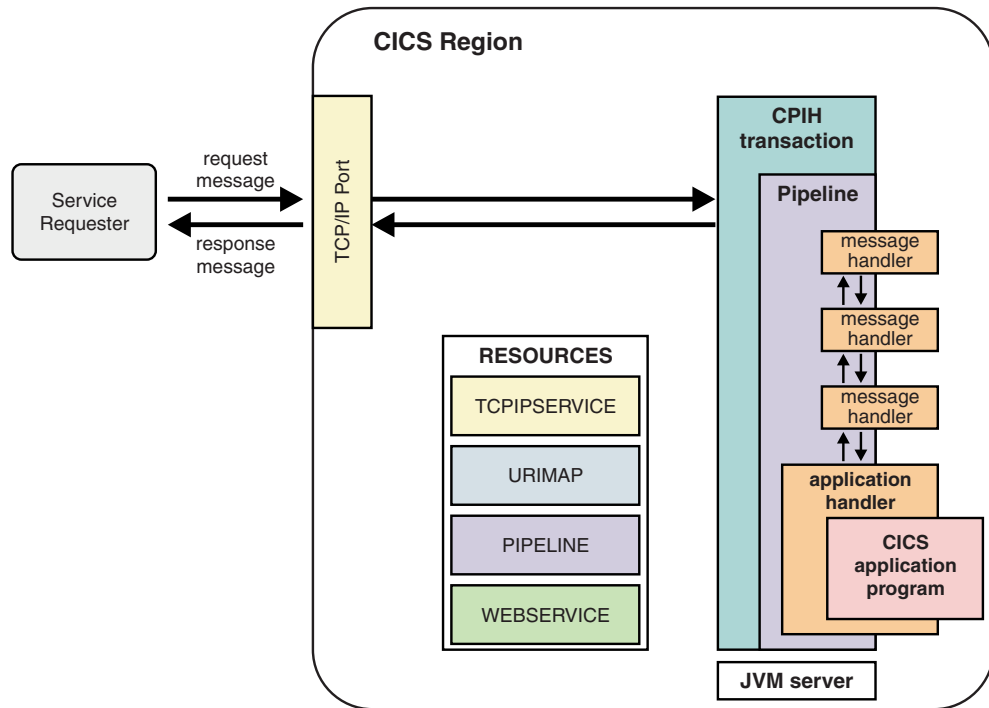 CICS Region
CPIH
transaction
Pipeline
request
message
Service
Requester
response
message
TCP/IP Port
message
handler
message
handler
message
handler
application
handler
CICS
application
program
RESOURCES
TCPIPSERVICE
URIMAP
PIPELINE
WEBSERVICE
JVM server